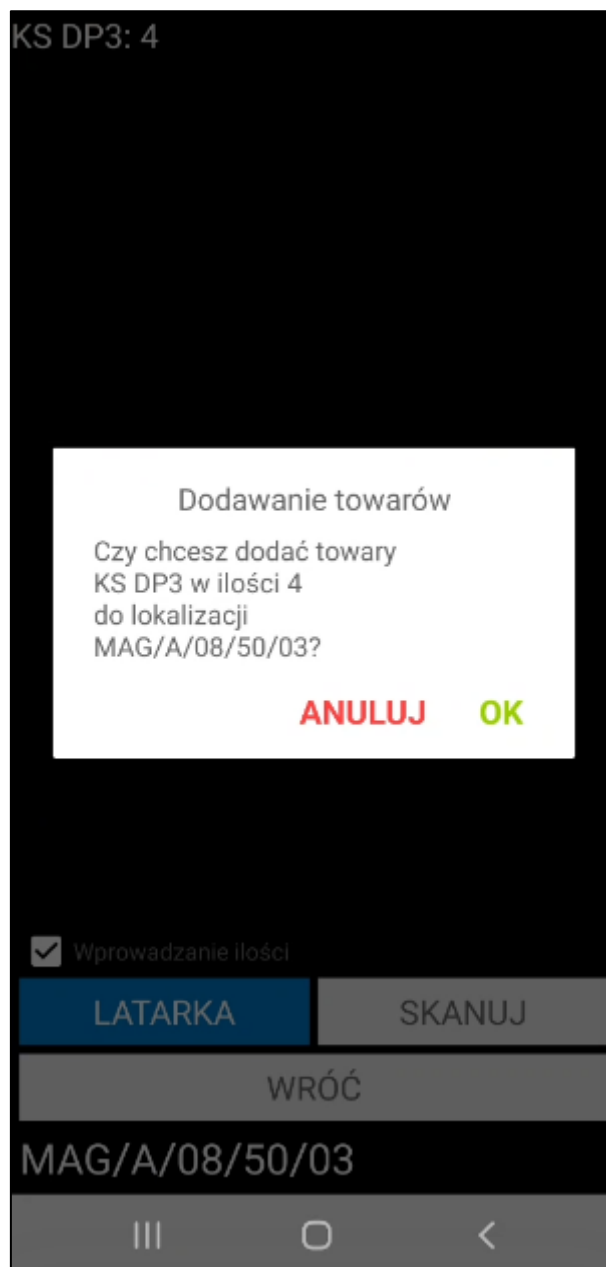 KS DP3: 4
Dodawanie towarów
Czy chcesz dodać towary
KS DP3 w ilości 4
do lokalizacji
MAG/A/08/50/03?
ANULUJ OK
Wprowadzanie ilości
LATARKA SKANUJ
WRÓĆ
MAG/A/08/50/03